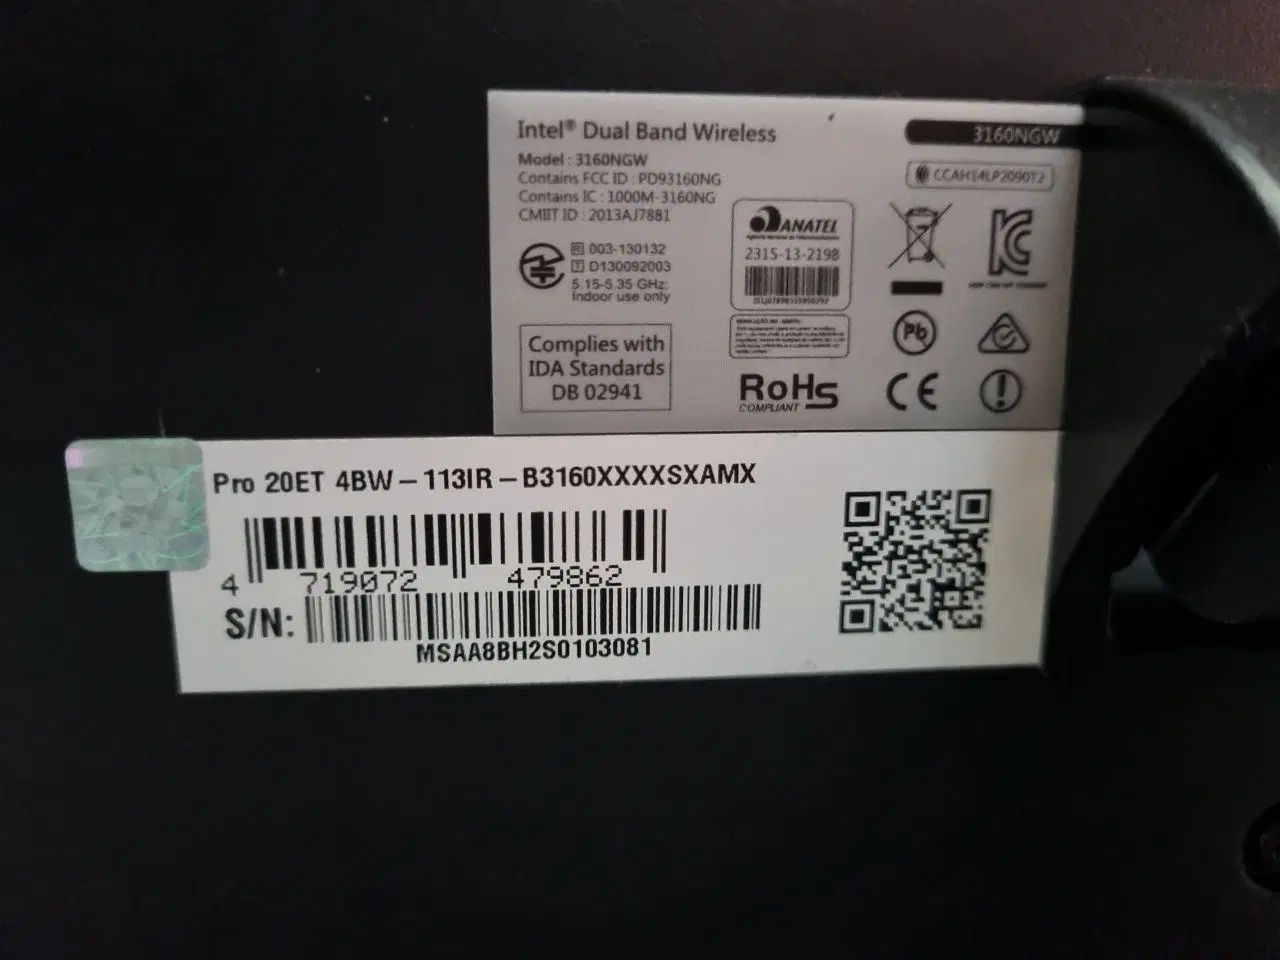 Intel® Dual Band Wireless
3160NGW
Model : 3160NGW
Contains FCC ID : PD93160NG
Contains IC : 1000M-3160NG
CMIIT ID : 2013AJ7881
CCAH14LP2090T2
R 003-130132
T D130092003
5.15-5.35 GHz:
Indoor use only
ANATEL
2315-13-2198
Complies with
IDA Standards
DB 02941
RoHS
COMPLIANT
Pb
CE
Pro 20ET 4BW – 113IR – B3160XXXXSXAMX
4 719072 479862
S/N:
MSAA8BH2S0103081